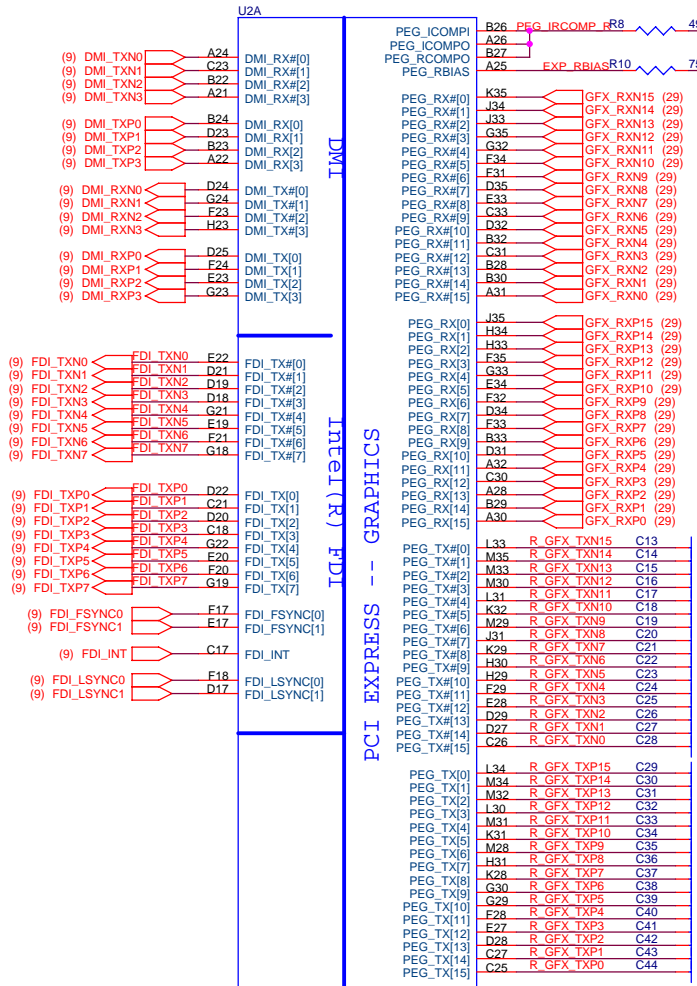 U2A
(9) DMI_TXN0 A24 DMI_RX#[0]
(9) DMI_TXN1 C23 DMI_RX#[1]
(9) DMI_TXN2 B22 DMI_RX#[2]
(9) DMI_TXN3 A21 DMI_RX#[3]
(9) DMI_TXP0 B24 DMI_RX[0]
(9) DMI_TXP1 D23 DMI_RX[1]
(9) DMI_TXP2 B23 DMI_RX[2]
(9) DMI_TXP3 A22 DMI_RX[3]
(9) DMI_RXN0 D24 DMI_TX#[0]
(9) DMI_RXN1 G24 DMI_TX#[1]
(9) DMI_RXN2 F23 DMI_TX#[2]
(9) DMI_RXN3 H23 DMI_TX#[3]
(9) DMI_RXP0 D25 DMI_TX[0]
(9) DMI_RXP1 F24 DMI_TX[1]
(9) DMI_RXP2 E23 DMI_TX[2]
(9) DMI_RXP3 G23 DMI_TX[3]
DMI
(9) FDI_TXN0 FDI_TXN0 E22 FDI_TX#[0]
(9) FDI_TXN1 FDI_TXN1 D21 FDI_TX#[1]
(9) FDI_TXN2 FDI_TXN2 D19 FDI_TX#[2]
(9) FDI_TXN3 FDI_TXN3 D18 FDI_TX#[3]
(9) FDI_TXN4 FDI_TXN4 G21 FDI_TX#[4]
(9) FDI_TXN5 FDI_TXN5 E19 FDI_TX#[5]
(9) FDI_TXN6 FDI_TXN6 F21 FDI_TX#[6]
(9) FDI_TXN7 FDI_TXN7 G18 FDI_TX#[7]
(9) FDI_TXP0 FDI_TXP0 D22 FDI_TX[0]
(9) FDI_TXP1 FDI_TXP1 C21 FDI_TX[1]
(9) FDI_TXP2 FDI_TXP2 D20 FDI_TX[2]
(9) FDI_TXP3 FDI_TXP3 C18 FDI_TX[3]
(9) FDI_TXP4 FDI_TXP4 G22 FDI_TX[4]
(9) FDI_TXP5 FDI_TXP5 E20 FDI_TX[5]
(9) FDI_TXP6 FDI_TXP6 F20 FDI_TX[6]
(9) FDI_TXP7 FDI_TXP7 G19 FDI_TX[7]
(9) FDI_FSYNC0 F17 FDI_FSYNC[0]
(9) FDI_FSYNC1 E17 FDI_FSYNC[1]
(9) FDI_INT C17 FDI_INT
(9) FDI_LSYNC0 F18 FDI_LSYNC[0]
(9) FDI_LSYNC1 D17 FDI_LSYNC[1]
Intel(R) FDI
PCI EXPRESS -- GRAPHICS
PEG_ICOMPI B26 PEG_IRCOMP_R R8 49
PEG_ICOMPO A26
PEG_RCOMPO B27
PEG_RBIAS A25 EXP_RBIAS R10 75
PEG_RX#[0] K35 GFX_RXN15 (29)
PEG_RX#[1] J34 GFX_RXN14 (29)
PEG_RX#[2] J33 GFX_RXN13 (29)
PEG_RX#[3] G35 GFX_RXN12 (29)
PEG_RX#[4] G32 GFX_RXN11 (29)
PEG_RX#[5] F34 GFX_RXN10 (29)
PEG_RX#[6] F31 GFX_RXN9 (29)
PEG_RX#[7] D35 GFX_RXN8 (29)
PEG_RX#[8] E33 GFX_RXN7 (29)
PEG_RX#[9] C33 GFX_RXN6 (29)
PEG_RX#[10] D32 GFX_RXN5 (29)
PEG_RX#[11] B32 GFX_RXN4 (29)
PEG_RX#[12] C31 GFX_RXN3 (29)
PEG_RX#[13] B28 GFX_RXN2 (29)
PEG_RX#[14] B30 GFX_RXN1 (29)
PEG_RX#[15] A31 GFX_RXN0 (29)
PEG_RX[0] J35 GFX_RXP15 (29)
PEG_RX[1] H34 GFX_RXP14 (29)
PEG_RX[2] H33 GFX_RXP13 (29)
PEG_RX[3] F35 GFX_RXP12 (29)
PEG_RX[4] G33 GFX_RXP11 (29)
PEG_RX[5] E34 GFX_RXP10 (29)
PEG_RX[6] F32 GFX_RXP9 (29)
PEG_RX[7] D34 GFX_RXP8 (29)
PEG_RX[8] F33 GFX_RXP7 (29)
PEG_RX[9] B33 GFX_RXP6 (29)
PEG_RX[10] D31 GFX_RXP5 (29)
PEG_RX[11] A32 GFX_RXP4 (29)
PEG_RX[12] C30 GFX_RXP3 (29)
PEG_RX[13] A28 GFX_RXP2 (29)
PEG_RX[14] B29 GFX_RXP1 (29)
PEG_RX[15] A30 GFX_RXP0 (29)
PEG_TX#[0] L33 R_GFX_TXN15 C13
PEG_TX#[1] M35 R_GFX_TXN14 C14
PEG_TX#[2] M33 R_GFX_TXN13 C15
PEG_TX#[3] M30 R_GFX_TXN12 C16
PEG_TX#[4] L31 R_GFX_TXN11 C17
PEG_TX#[5] K32 R_GFX_TXN10 C18
PEG_TX#[6] M29 R_GFX_TXN9 C19
PEG_TX#[7] J31 R_GFX_TXN8 C20
PEG_TX#[8] K29 R_GFX_TXN7 C21
PEG_TX#[9] H30 R_GFX_TXN6 C22
PEG_TX#[10] H29 R_GFX_TXN5 C23
PEG_TX#[11] F29 R_GFX_TXN4 C24
PEG_TX#[12] E28 R_GFX_TXN3 C25
PEG_TX#[13] D29 R_GFX_TXN2 C26
PEG_TX#[14] D27 R_GFX_TXN1 C27
PEG_TX#[15] C26 R_GFX_TXN0 C28
PEG_TX[0] L34 R_GFX_TXP15 C29
PEG_TX[1] M34 R_GFX_TXP14 C30
PEG_TX[2] M32 R_GFX_TXP13 C31
PEG_TX[3] L30 R_GFX_TXP12 C32
PEG_TX[4] M31 R_GFX_TXP11 C33
PEG_TX[5] K31 R_GFX_TXP10 C34
PEG_TX[6] M28 R_GFX_TXP9 C35
PEG_TX[7] H31 R_GFX_TXP8 C36
PEG_TX[8] K28 R_GFX_TXP7 C37
PEG_TX[9] G30 R_GFX_TXP6 C38
PEG_TX[10] G29 R_GFX_TXP5 C39
PEG_TX[11] F28 R_GFX_TXP4 C40
PEG_TX[12] E27 R_GFX_TXP3 C41
PEG_TX[13] D28 R_GFX_TXP2 C42
PEG_TX[14] C27 R_GFX_TXP1 C43
PEG_TX[15] C25 R_GFX_TXP0 C44